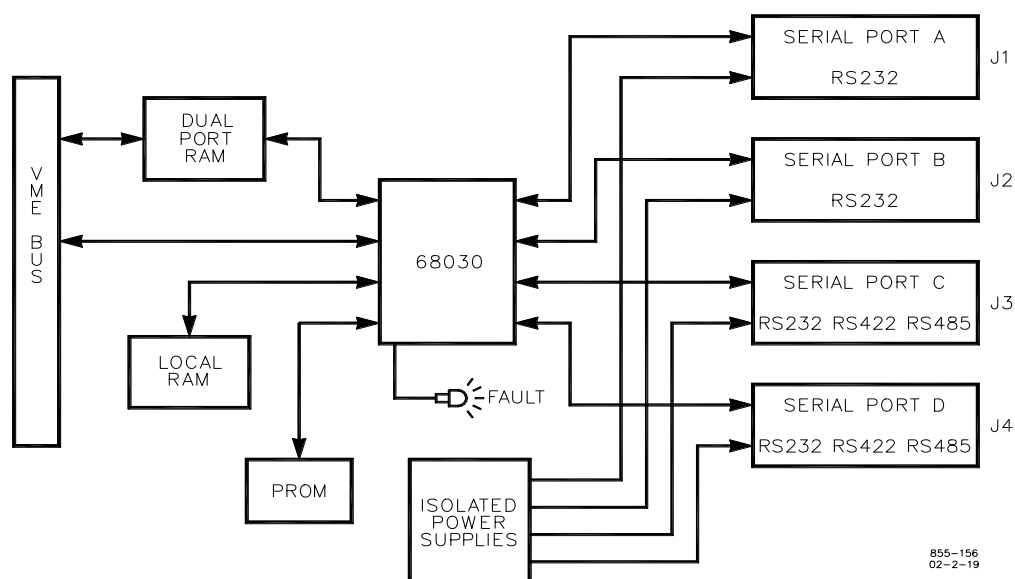 SERIAL PORT A
RS232
J1
VME BUS
DUAL
PORT
RAM
SERIAL PORT B
RS232
J2
68030
SERIAL PORT C
RS232 RS422 RS485
J3
LOCAL
RAM
FAULT
SERIAL PORT D
RS232 RS422 RS485
J4
PROM
ISOLATED
POWER
SUPPLIES
855-156
02-2-19